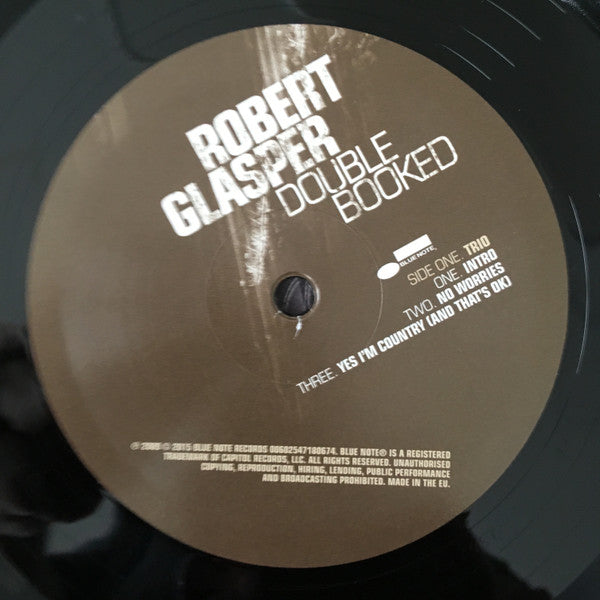 ROBERT
GLASPER
DOUBLE
BOOKED
BLUE NOTE
SIDE ONE. TRIO
ONE. INTRO
TWO. NO WORRIES
THREE. YES I'M COUNTRY (AND THAT'S OK)
℗ 2009 © 2015 BLUE NOTE RECORDS 00602547180674. BLUE NOTE® IS A REGISTERED
TRADEMARK OF CAPITOL RECORDS, LLC. ALL RIGHTS RESERVED. UNAUTHORISED
COPYING, REPRODUCTION, HIRING, LENDING, PUBLIC PERFORMANCE
AND BROADCASTING PROHIBITED. MADE IN THE EU.